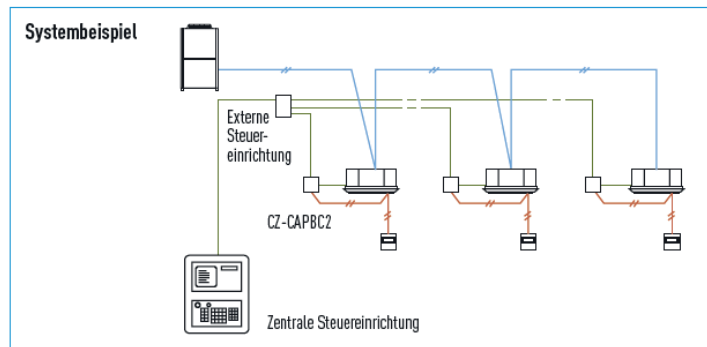 Systembeispiel
Externe
Steuer-
einrichtung
CZ-CAPBC2
Zentrale Steuereinrichtung